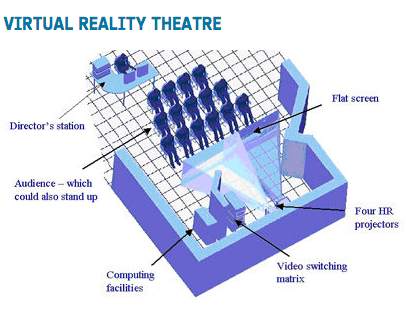 VIRTUAL REALITY THEATRE
Flat screen
Director's station
Audience – which
could also stand up
Four HR
projectors
Video switching
matrix
Computing
facilities